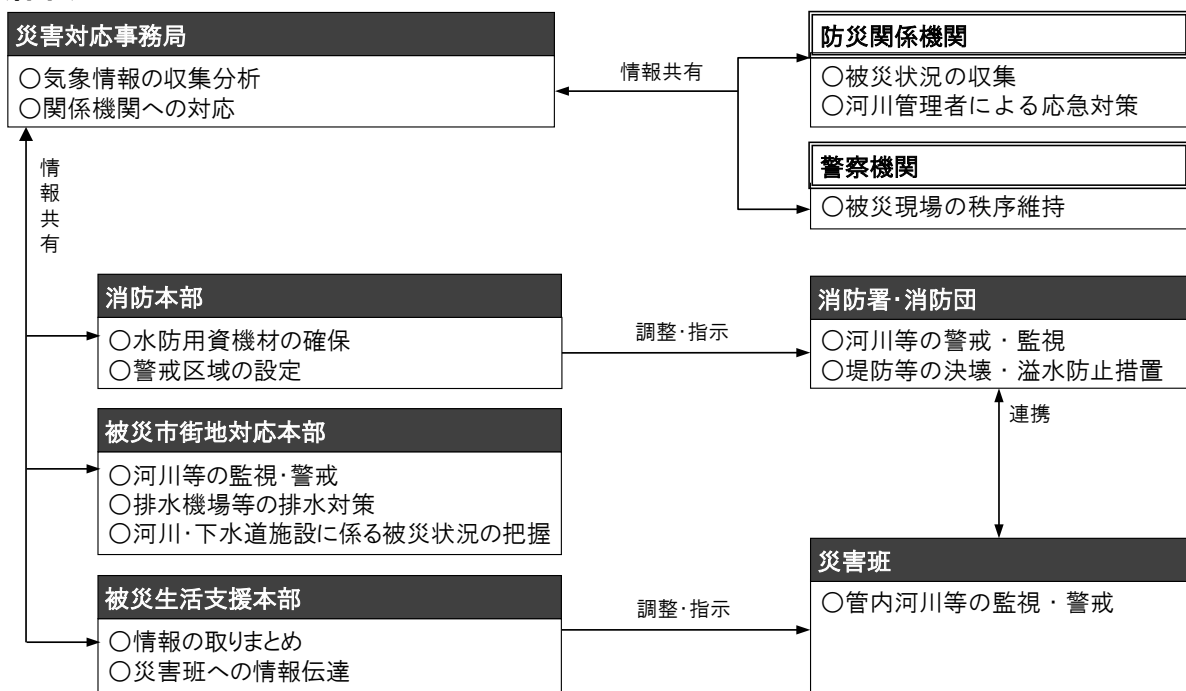 災害対応事務局
○気象情報の収集分析
○関係機関への対応
情報共有
防災関係機関
○被災状況の収集
○河川管理者による応急対策
警察機関
○被災現場の秩序維持
情報共有
消防本部
○水防用資機材の確保
○警戒区域の設定
調整・指示
消防署・消防団
○河川等の警戒・監視
○堤防等の決壊・溢水防止措置
連携
被災市街地対応本部
○河川等の監視・警戒
○排水機場等の排水対策
○河川・下水道施設に係る被災状況の把握
被災生活支援本部
○情報の取りまとめ
○災害班への情報伝達
調整・指示
災害班
○管内河川等の監視・警戒